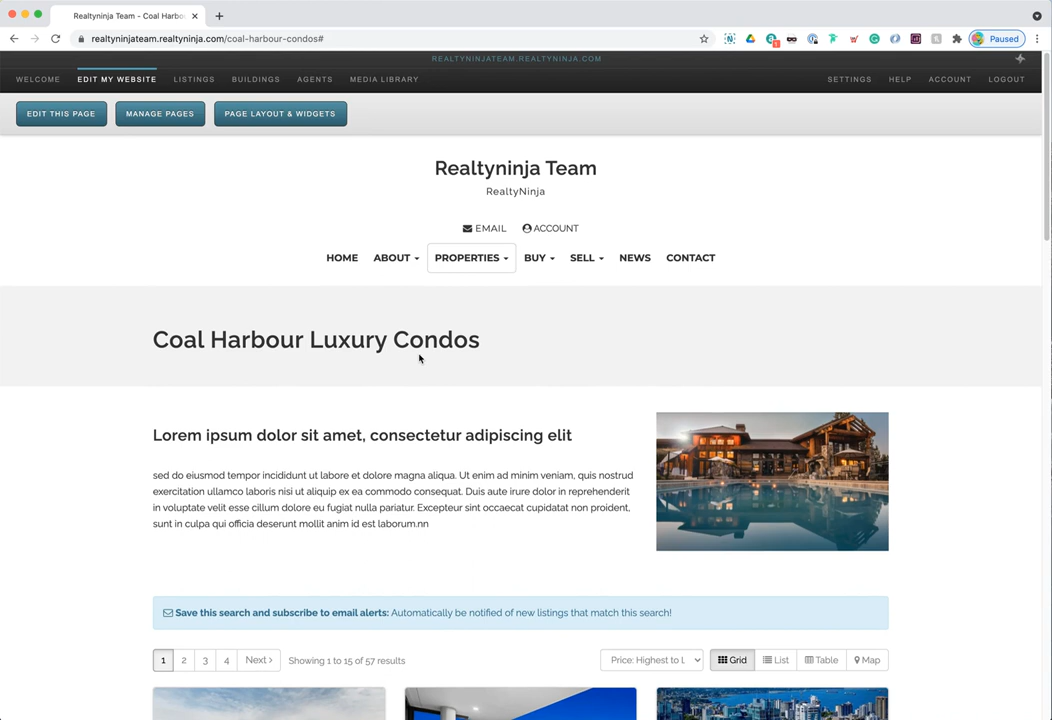 Realtyninja Team - Coal Harbo
realtyninjateam.realtyninja.com/coal-harbour-condos#
Paused
REALTYNINJATEAM.REALTYNINJA.COM
WELCOME EDIT MY WEBSITE LISTINGS BUILDINGS AGENTS MEDIA LIBRARY SETTINGS HELP ACCOUNT LOGOUT
EDIT THIS PAGE MANAGE PAGES PAGE LAYOUT & WIDGETS
Realtyninja Team
RealtyNinja
EMAIL ACCOUNT
HOME ABOUT PROPERTIES BUY SELL NEWS CONTACT
Coal Harbour Luxury Condos
Lorem ipsum dolor sit amet, consectetur adipiscing elit
sed do eiusmod tempor incididunt ut labore et dolore magna aliqua. Ut enim ad minim veniam, quis nostrud
exercitation ullamco laboris nisi ut aliquip ex ea commodo consequat. Duis aute irure dolor in reprehenderit
in voluptate velit esse cillum dolore eu fugiat nulla pariatur. Excepteur sint occaecat cupidatat non proident,
sunt in culpa qui officia deserunt mollit anim id est laborum.nn
Save this search and subscribe to email alerts: Automatically be notified of new listings that match this search!
1 2 3 4 Next › Showing 1 to 15 of 57 results Price: Highest to L Grid List Table Map